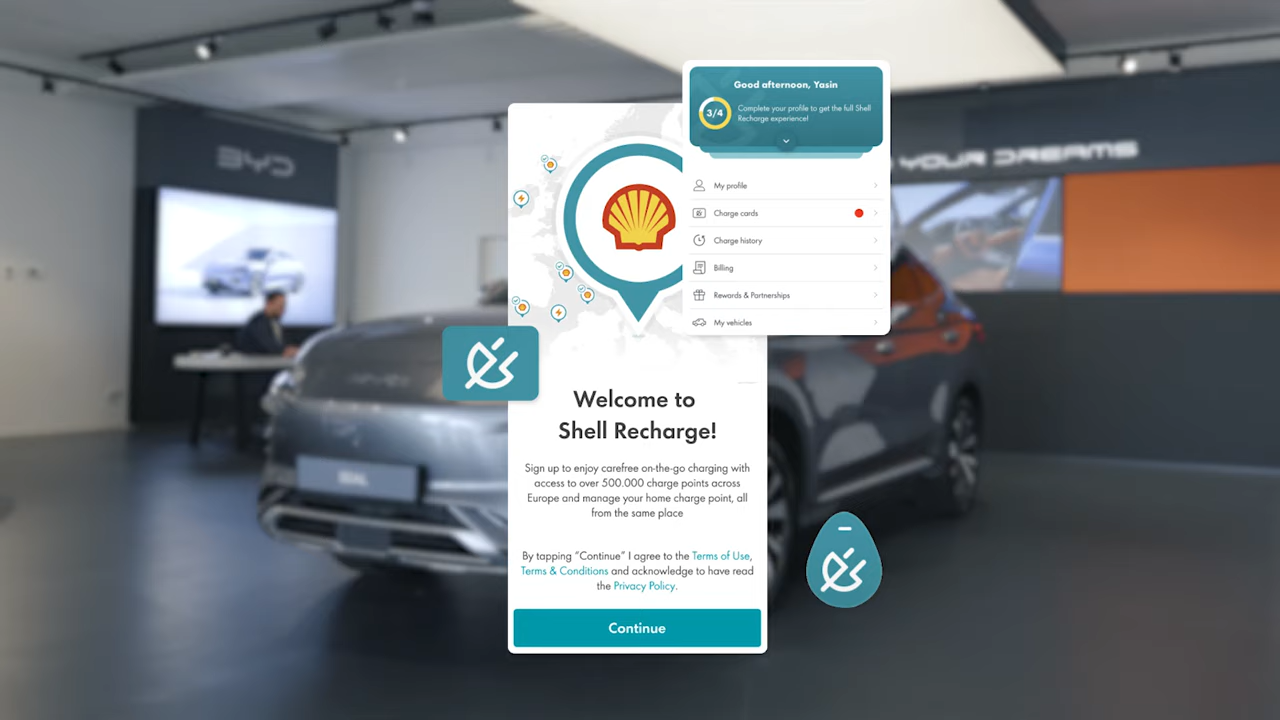 BYD
YOUR DREAMS
Good afternoon, Yasin
3/4
Complete your profile to get the full Shell
Recharge experience!
My profile
Charge cards
Charge history
Billing
Rewards & Partnerships
My vehicles
Welcome to
Shell Recharge!
Sign up to enjoy carefree on-the-go charging with
access to over 500.000 charge points across
Europe and manage your home charge point, all
from the same place
By tapping “Continue” I agree to the Terms of Use,
Terms & Conditions and acknowledge to have read
the Privacy Policy.
Continue